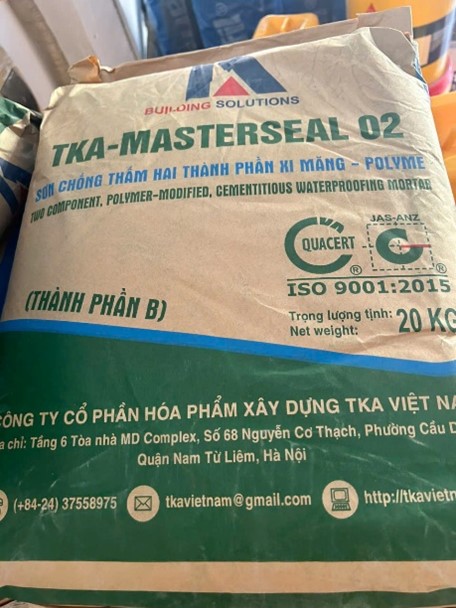 BUILDING SOLUTIONS
TKA-MASTERSEAL 02
SƠN CHỐNG THẤM HAI THÀNH PHẦN XI MĂNG - POLYME
TWO COMPONENT, POLYMER-MODIFIED, CEMENTITIOUS WATERPROOFING MORTAR
JAS-ANZ
QUACERT
® ®
ISO 9001:2015
(THÀNH PHẦN B)
Trọng lượng tịnh: 20 KG
Net weight:
CÔNG TY CỔ PHẦN HÓA PHẨM XÂY DỰNG TKA VIỆT NA
a chỉ: Tầng 6 Tòa nhà MD Complex, Số 68 Nguyễn Cơ Thạch, Phường Cầu D
Quận Nam Từ Liêm, Hà Nội
(+84-24) 37558975 tkavietnam@gmail.com http://tkavietn